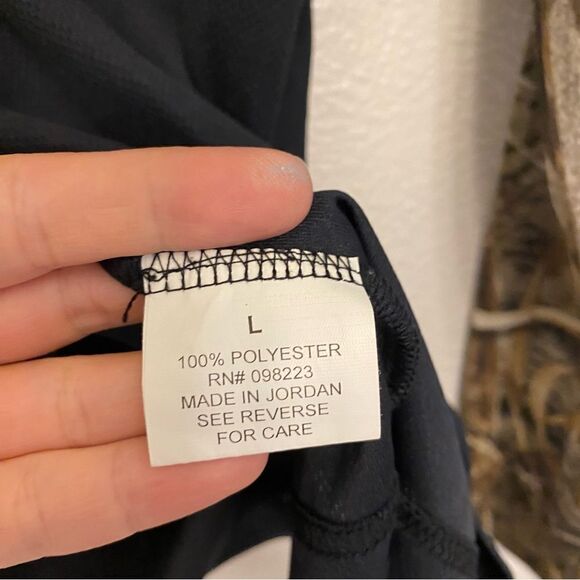 L
100% POLYESTER
RN# 098223
MADE IN JORDAN
SEE REVERSE
FOR CARE